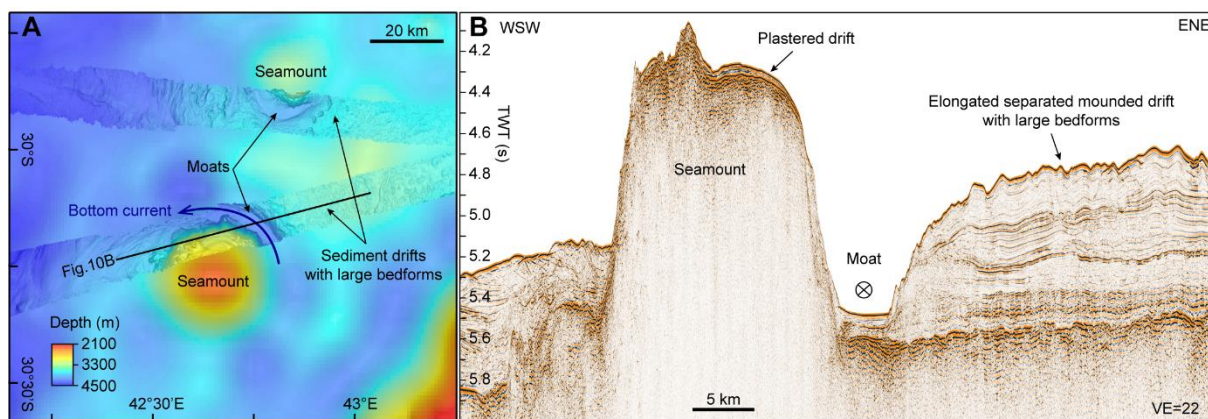 A
20 km
Seamount
30°S
Moats
Bottom current
Fig.10B
Sediment drifts
with large bedforms
Seamount
Depth (m)
2100
3300
4500
30°30'S
42°30'E
43°E
B
WSW
ENE
4.2
4.4
4.6
4.8
5.0
5.2
5.4
5.6
5.8
TWT (s)
Plastered drift
Elongated separated mounded drift
with large bedforms
Seamount
Moat
5 km
VE=22